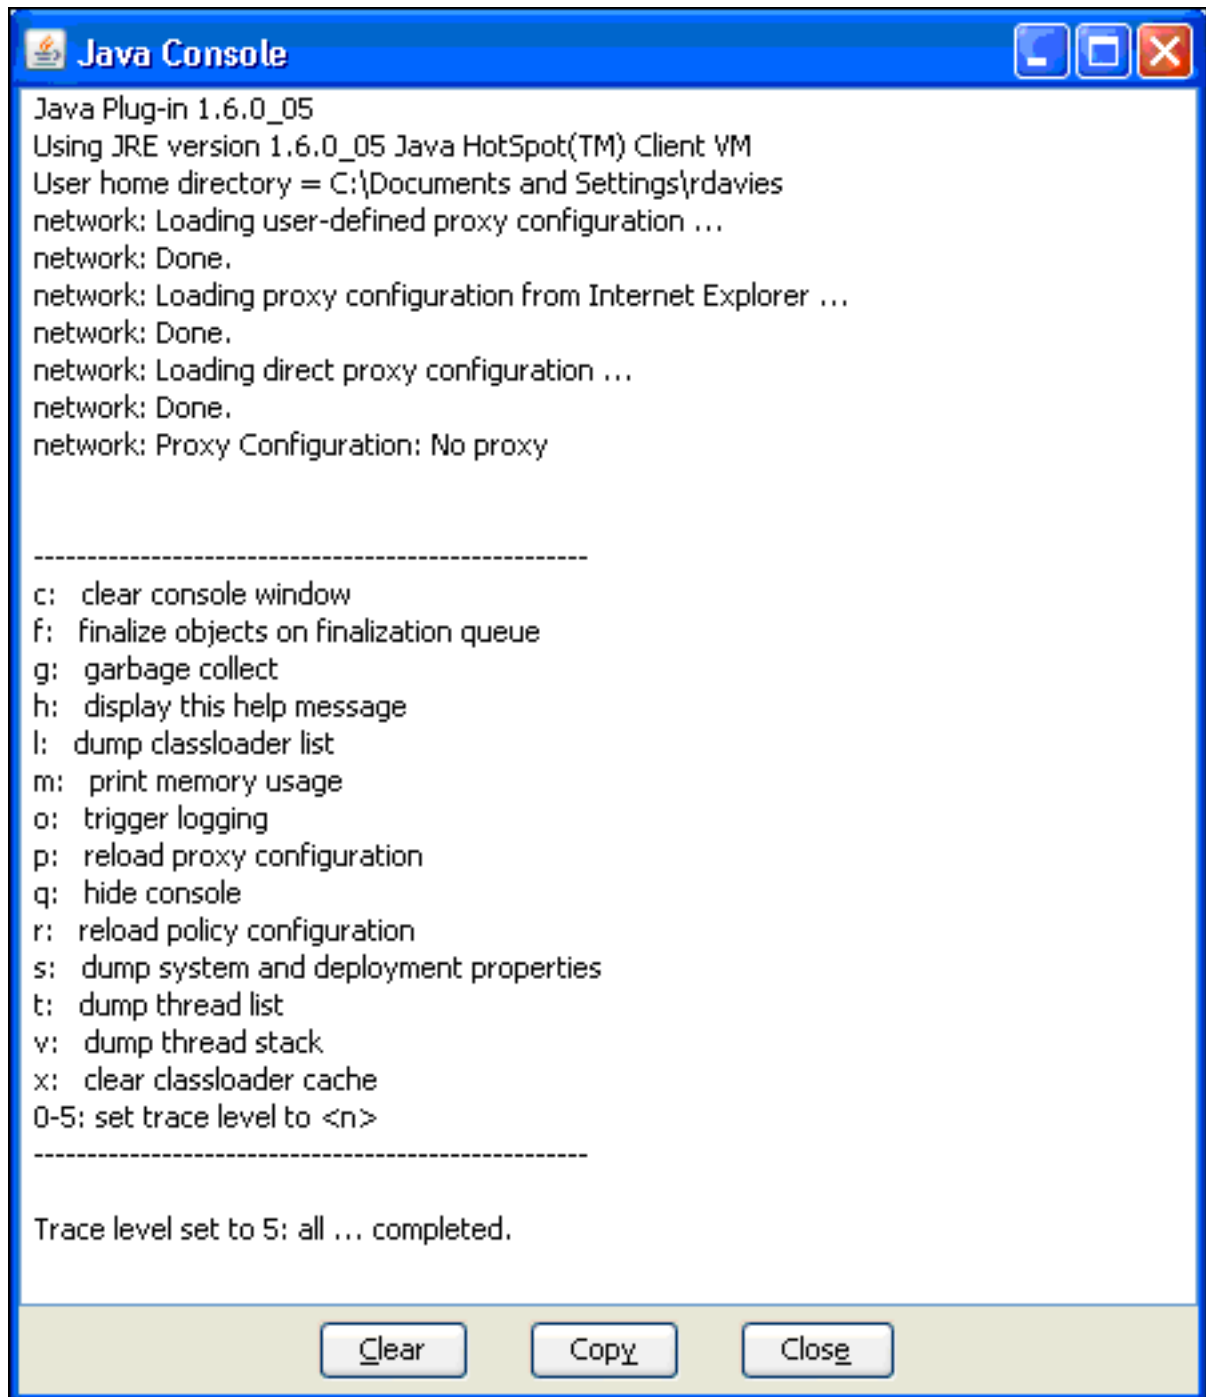 Java Console
Java Plug-in 1.6.0_05
Using JRE version 1.6.0_05 Java HotSpot(TM) Client VM
User home directory = C:\Documents and Settings\rdavies
network: Loading user-defined proxy configuration ...
network: Done.
network: Loading proxy configuration from Internet Explorer ...
network: Done.
network: Loading direct proxy configuration ...
network: Done.
network: Proxy Configuration: No proxy
----------------------------------------------------
c:   clear console window
f:   finalize objects on finalization queue
g:   garbage collect
h:   display this help message
l:   dump classloader list
m:   print memory usage
o:   trigger logging
p:   reload proxy configuration
q:   hide console
r:   reload policy configuration
s:   dump system and deployment properties
t:   dump thread list
v:   dump thread stack
x:   clear classloader cache
0-5: set trace level to <n>
----------------------------------------------------
Trace level set to 5: all ... completed.
Clear Copy Close